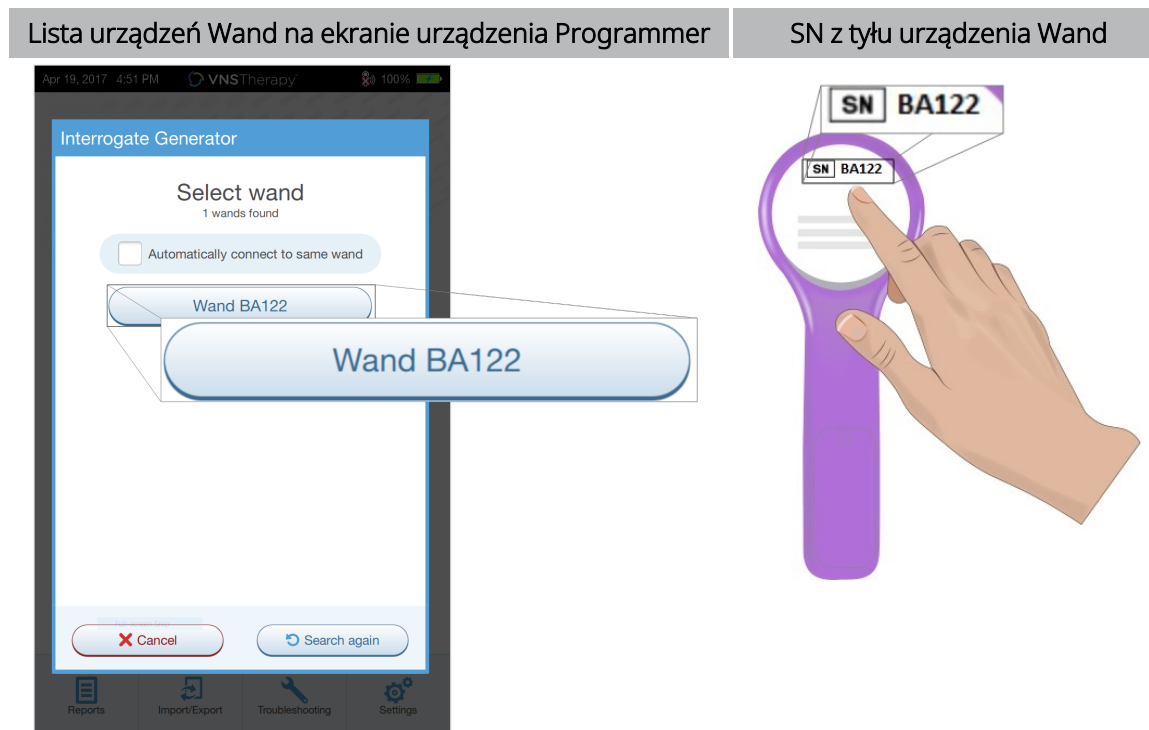 Lista urządzeń Wand na ekranie urządzenia Programmer
SN z tyłu urządzenia Wand
Apr 19, 2017 4:51 PM
VNSTherapy
100%
Interrogate Generator
Select wand
1 wands found
Automatically connect to same wand
Wand BA122
Wand BA122
Cancel
Search again
Reports
Import/Export
Troubleshooting
Settings
SN BA122
SN BA122